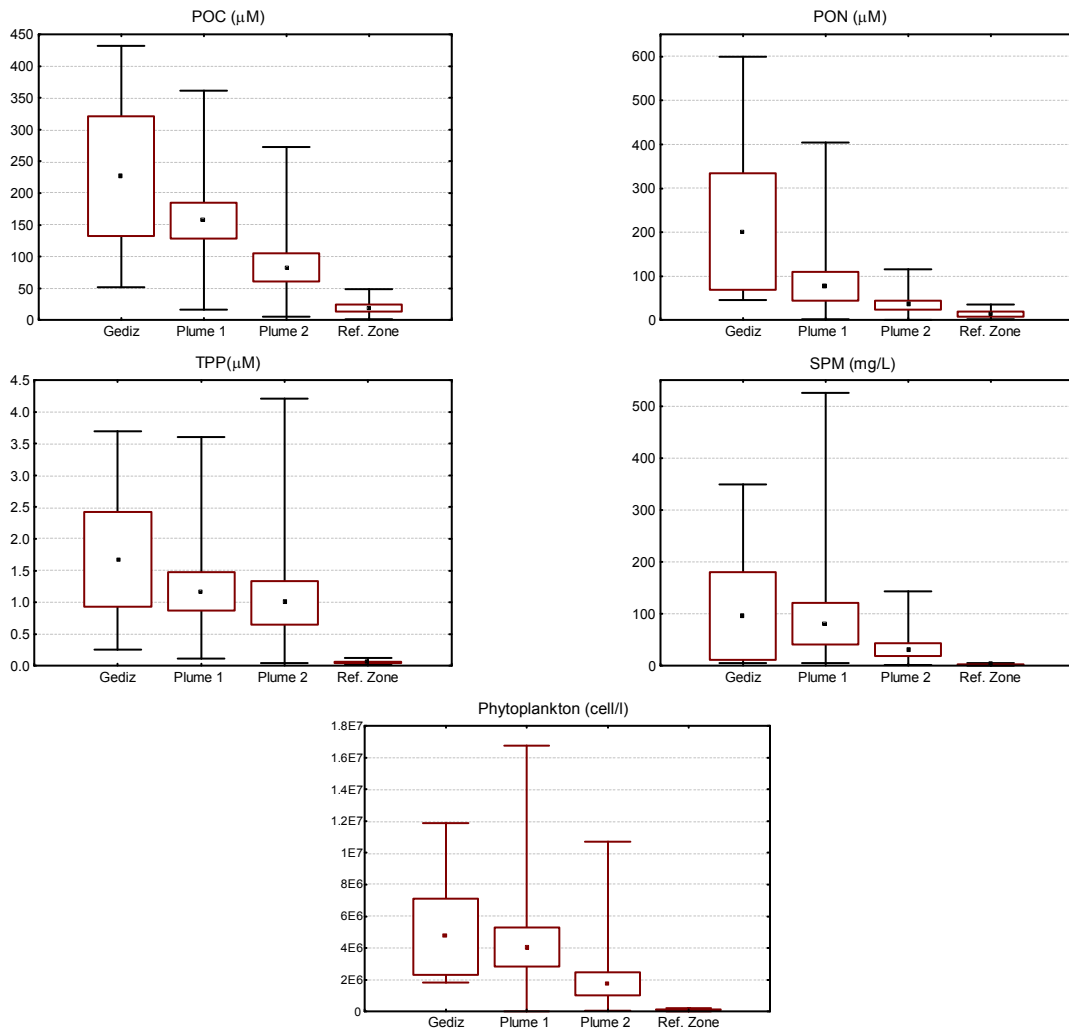 POC (μM)
450
400
350
300
250
200
150
100
50
0
Gediz Plume 1 Plume 2 Ref. Zone
PON (μM)
600
500
400
300
200
100
0
Gediz Plume 1 Plume 2 Ref. Zone
TPP(μM)
4.5
4.0
3.5
3.0
2.5
2.0
1.5
1.0
0.5
0.0
Gediz Plume 1 Plume 2 Ref. Zone
SPM (mg/L)
500
400
300
200
100
0
Gediz Plume 1 Plume 2 Ref. Zone
Phytoplankton (cell/l)
1.8E7
1.6E7
1.4E7
1.2E7
1E7
8E6
6E6
4E6
2E6
0
Gediz Plume 1 Plume 2 Ref. Zone